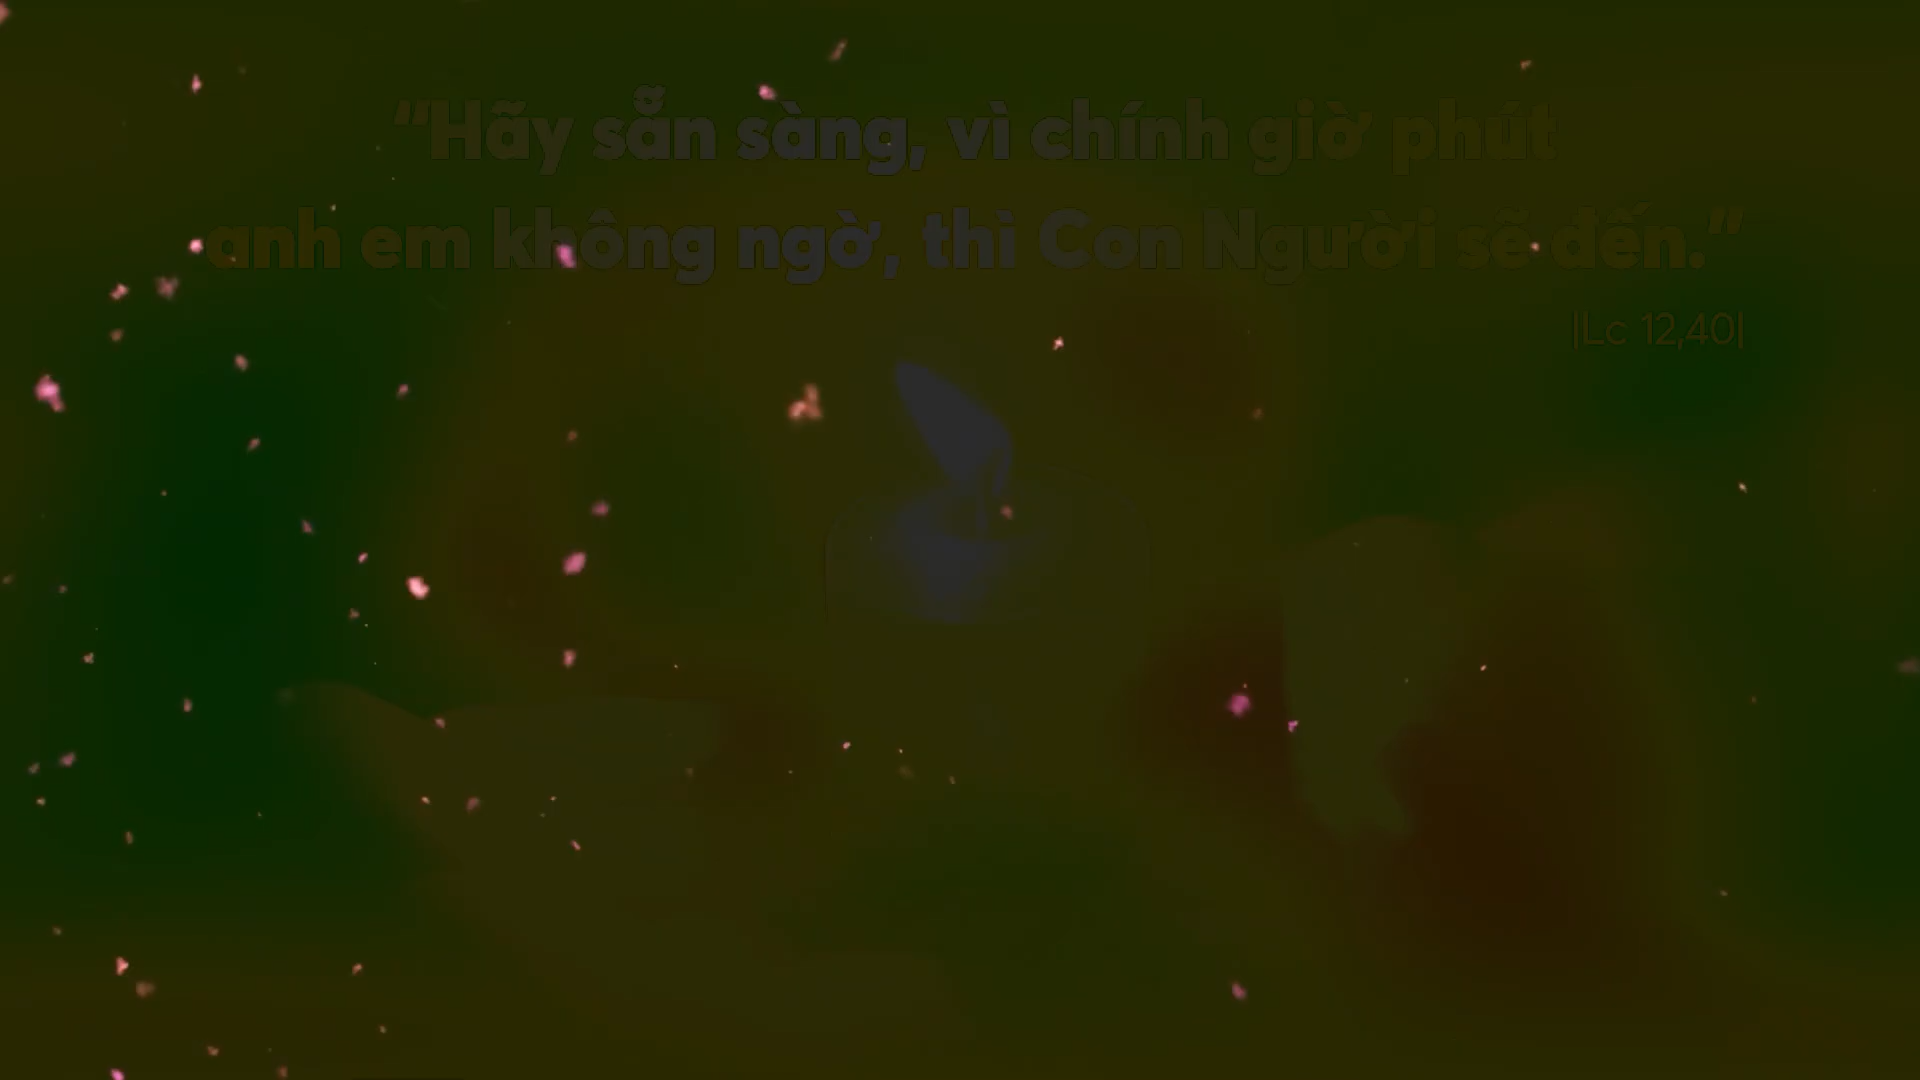 “Hãy sẵn sàng, vì chính giờ phút
anh em không ngờ, thì Con Người sẽ đến.”
|Lc 12,40|